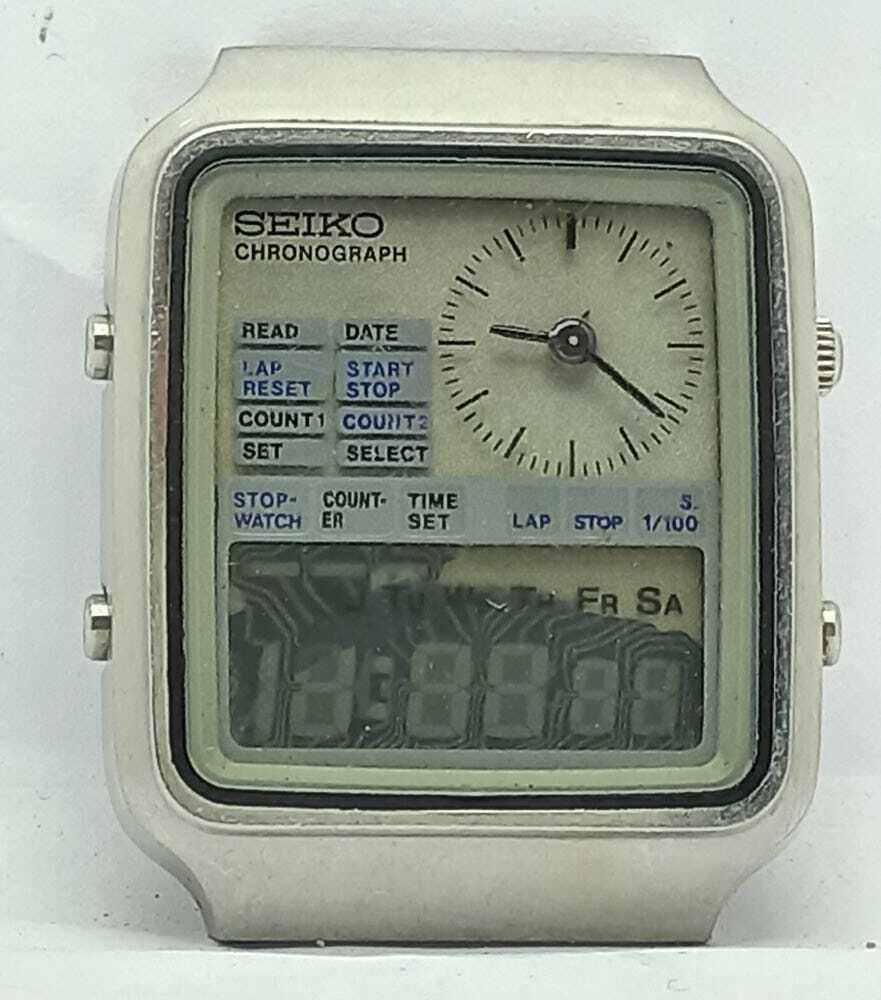 SEIKO
CHRONOGRAPH
READ DATE
LAP RESET START STOP
COUNT1 COUNT2
SET SELECT
STOP-WATCH COUNT-ER TIME SET LAP STOP S. 1/100
TH FR SA